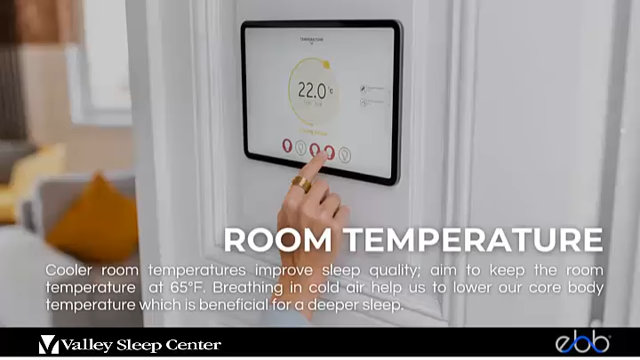 22.0°c
ROOM TEMPERATURE
Cooler room temperatures improve sleep quality; aim to keep the room
temperature at 65°F. Breathing in cold air help us to lower our core body
temperature which is beneficial for a deeper sleep.
Valley Sleep Center
ebb